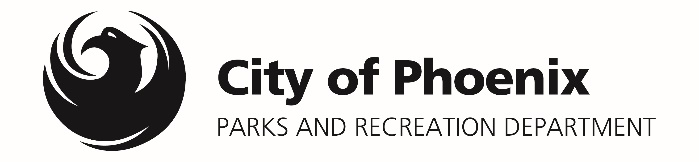 City of Phoenix
PARKS AND RECREATION DEPARTMENT